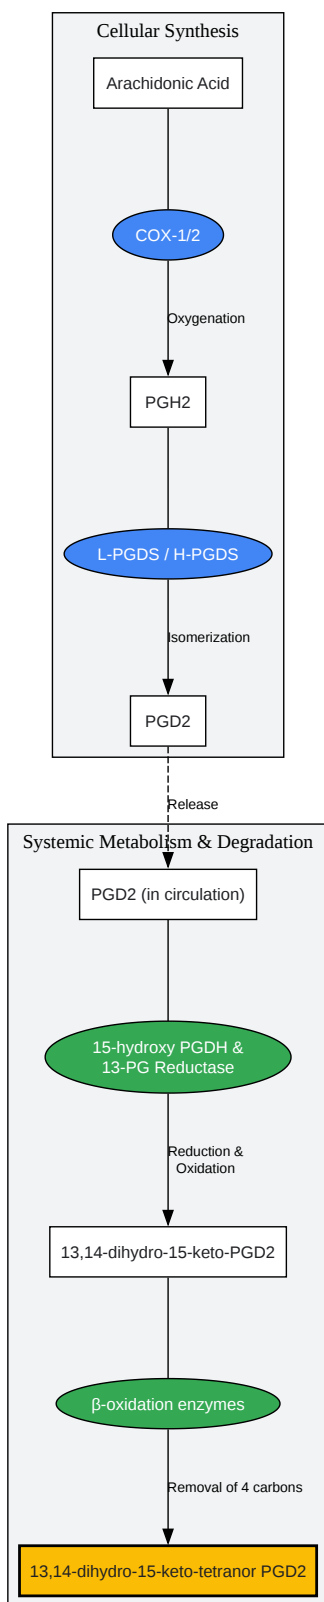 Cellular Synthesis
Arachidonic Acid
COX-1/2
Oxygenation
PGH2
L-PGDS / H-PGDS
Isomerization
PGD2
Release
Systemic Metabolism & Degradation
PGD2 (in circulation)
15-hydroxy PGDH &
13-PG Reductase
Reduction &
Oxidation
13,14-dihydro-15-keto-PGD2
β-oxidation enzymes
Removal of 4 carbons
13,14-dihydro-15-keto-tetranor PGD2